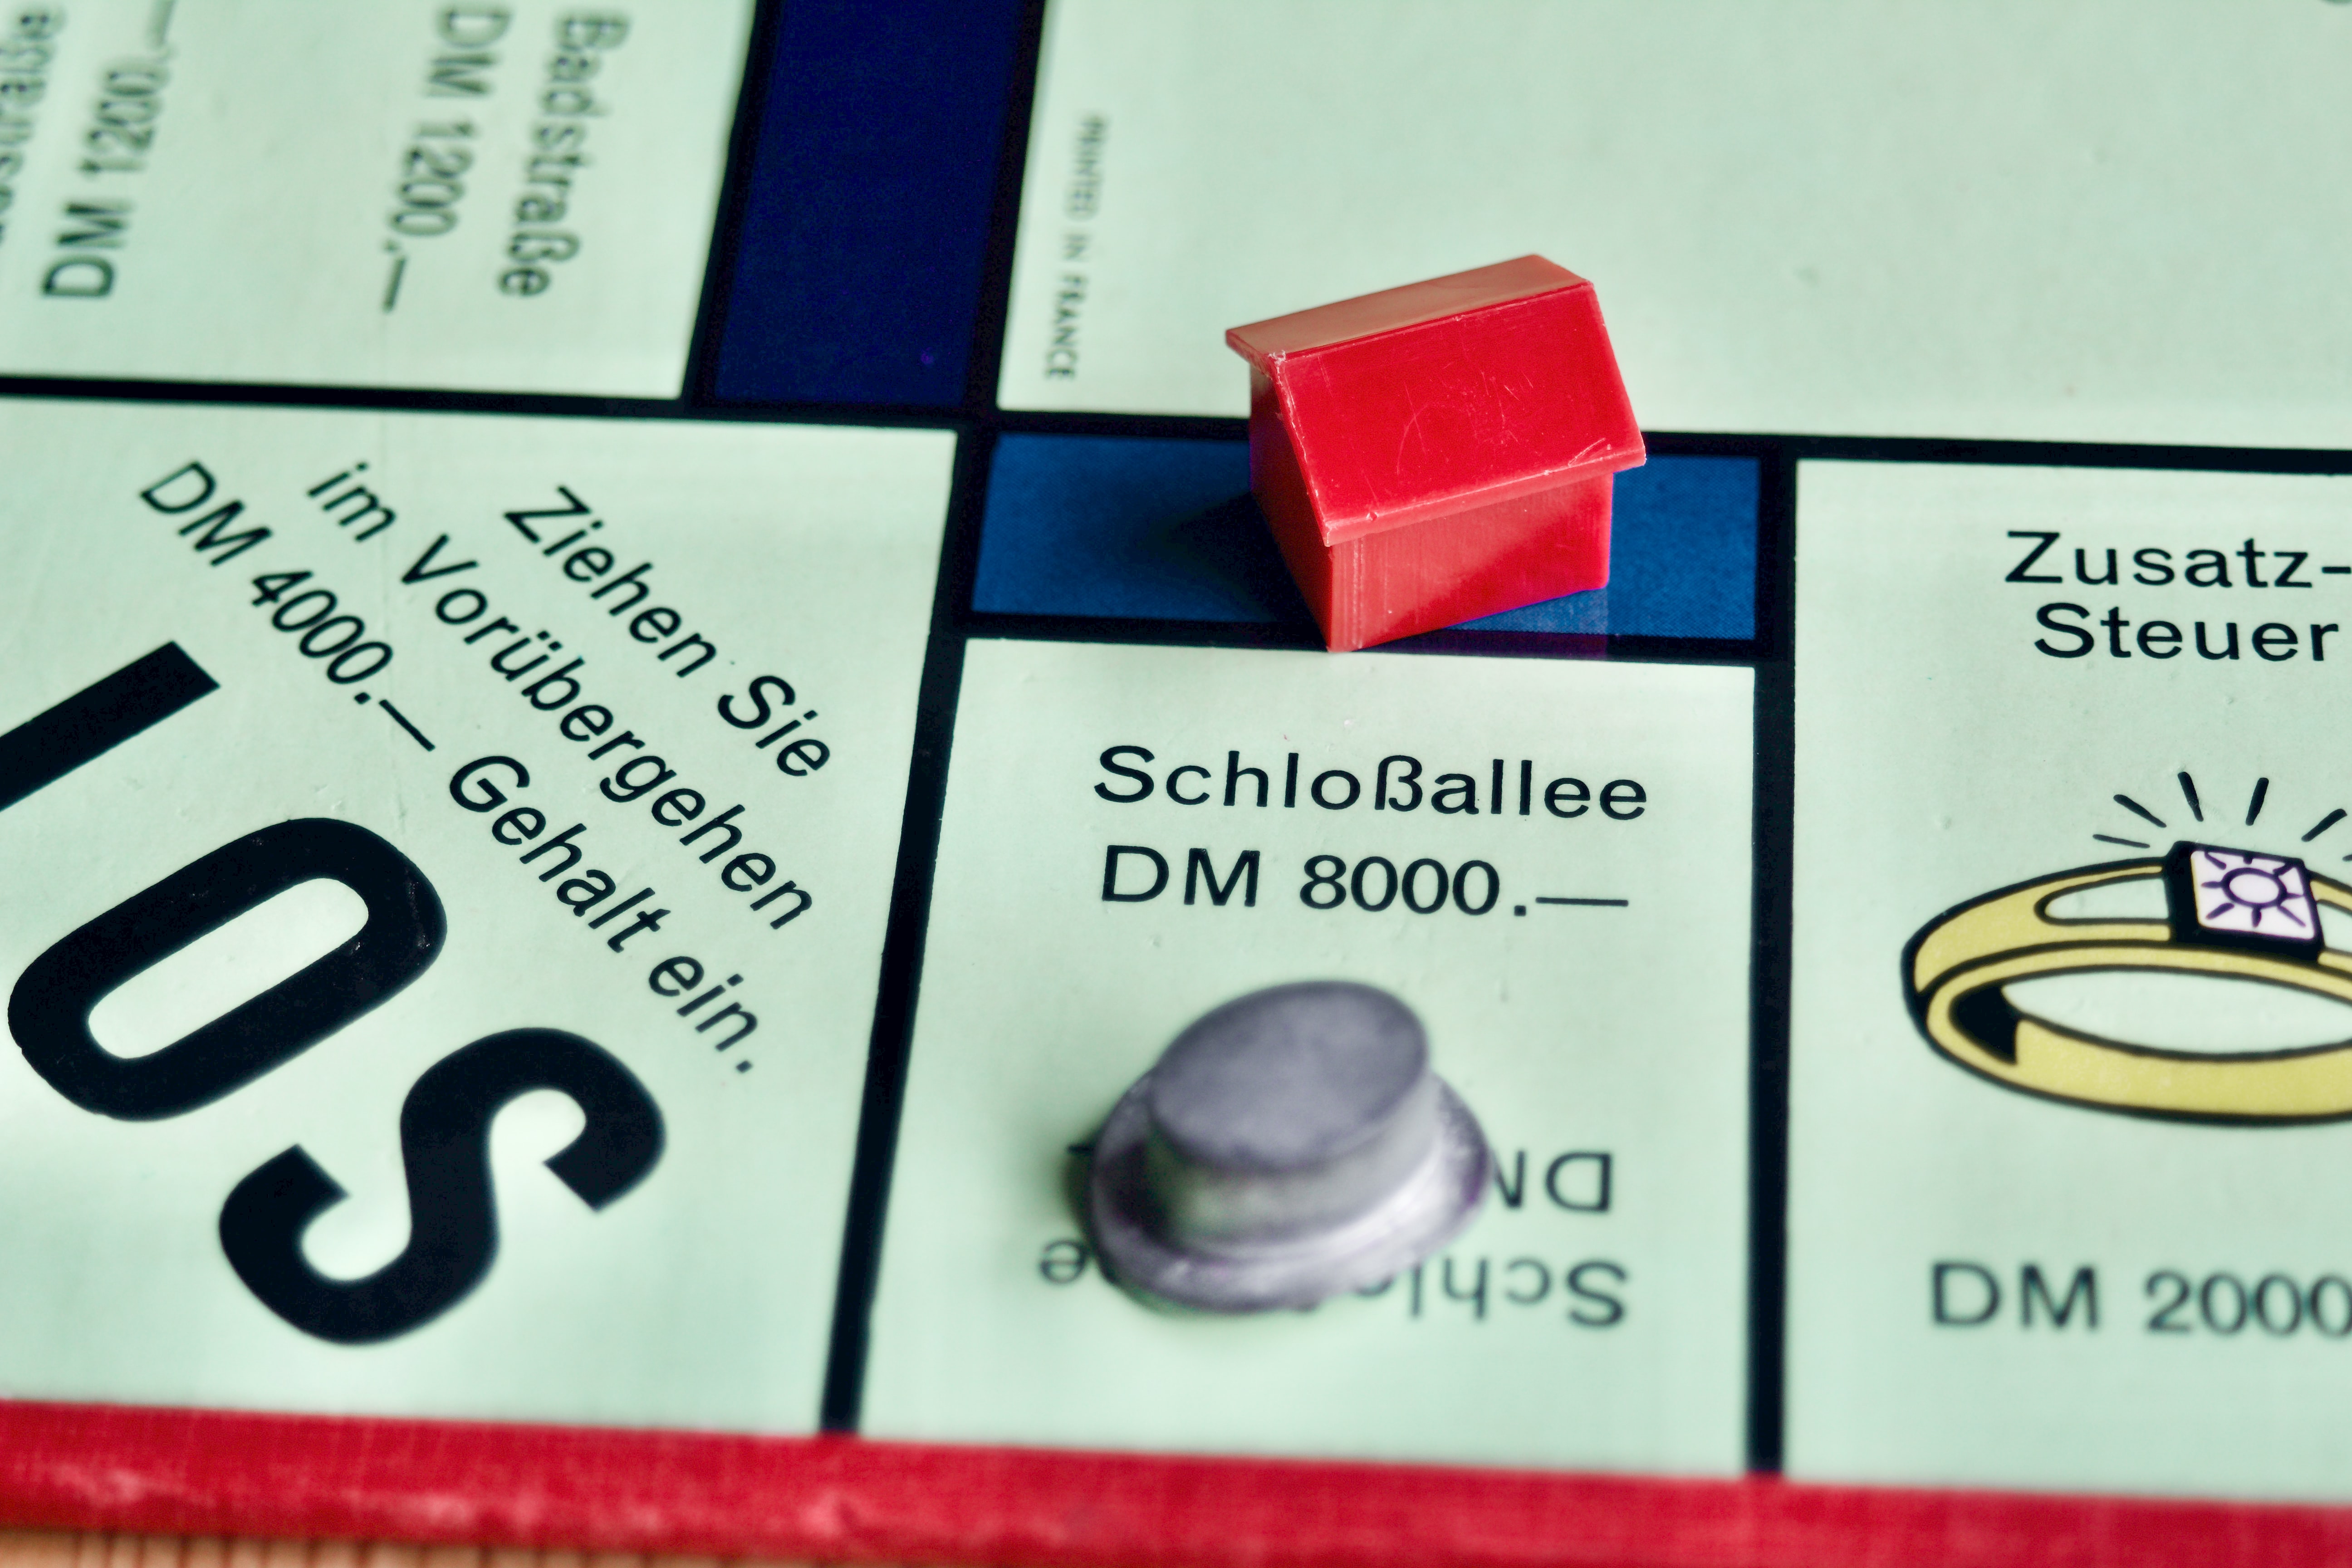 Badstraße
DM 1200.—
DM 1200.—
PRINTED IN FRANCE
Ziehen Sie
im Vorübergehen
DM 4000.— Gehalt ein.
LOS
Schloßallee
DM 8000.—
DM
Zusatz-
Steuer
DM 2000